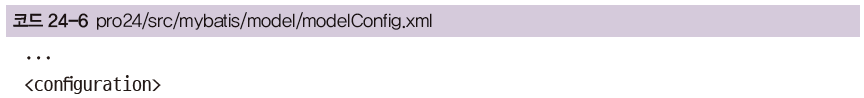 코드 24-6 pro24/src/mybatis/model/modelConfig.xml
...
<configuration>